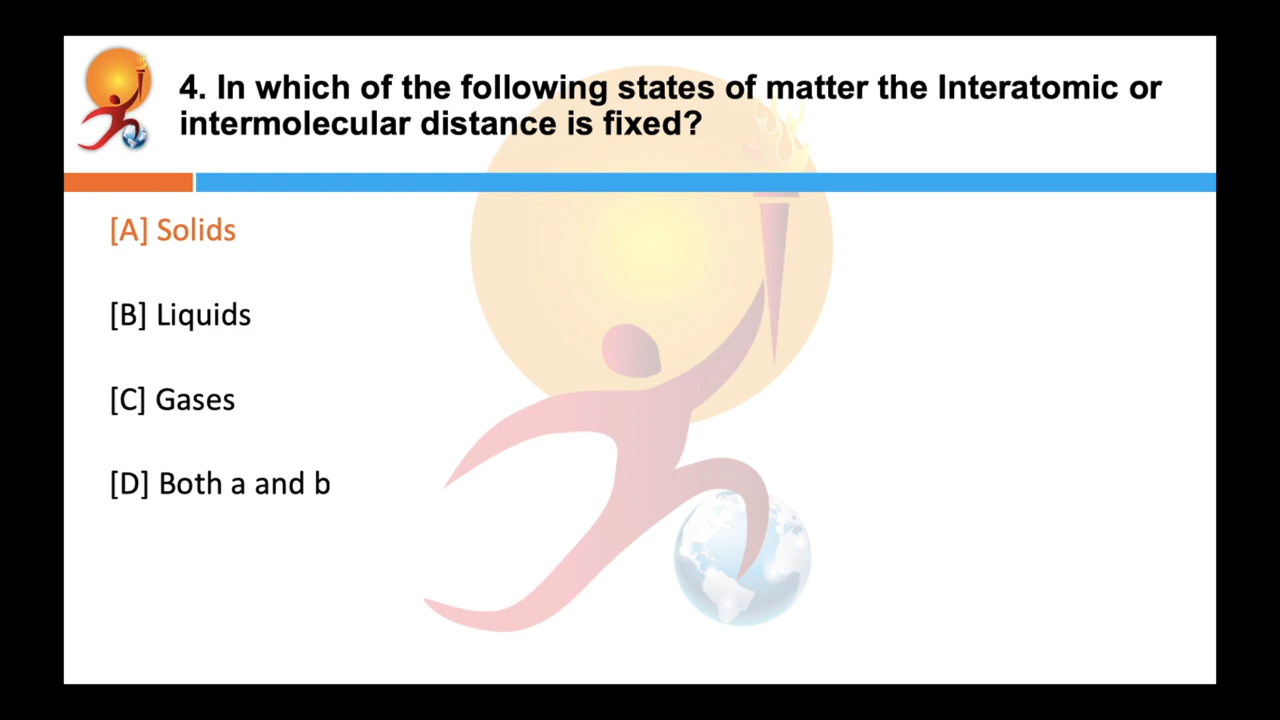 4. In which of the following states of matter the Interatomic or
intermolecular distance is fixed?
[A] Solids
[B] Liquids
[C] Gases
[D] Both a and b